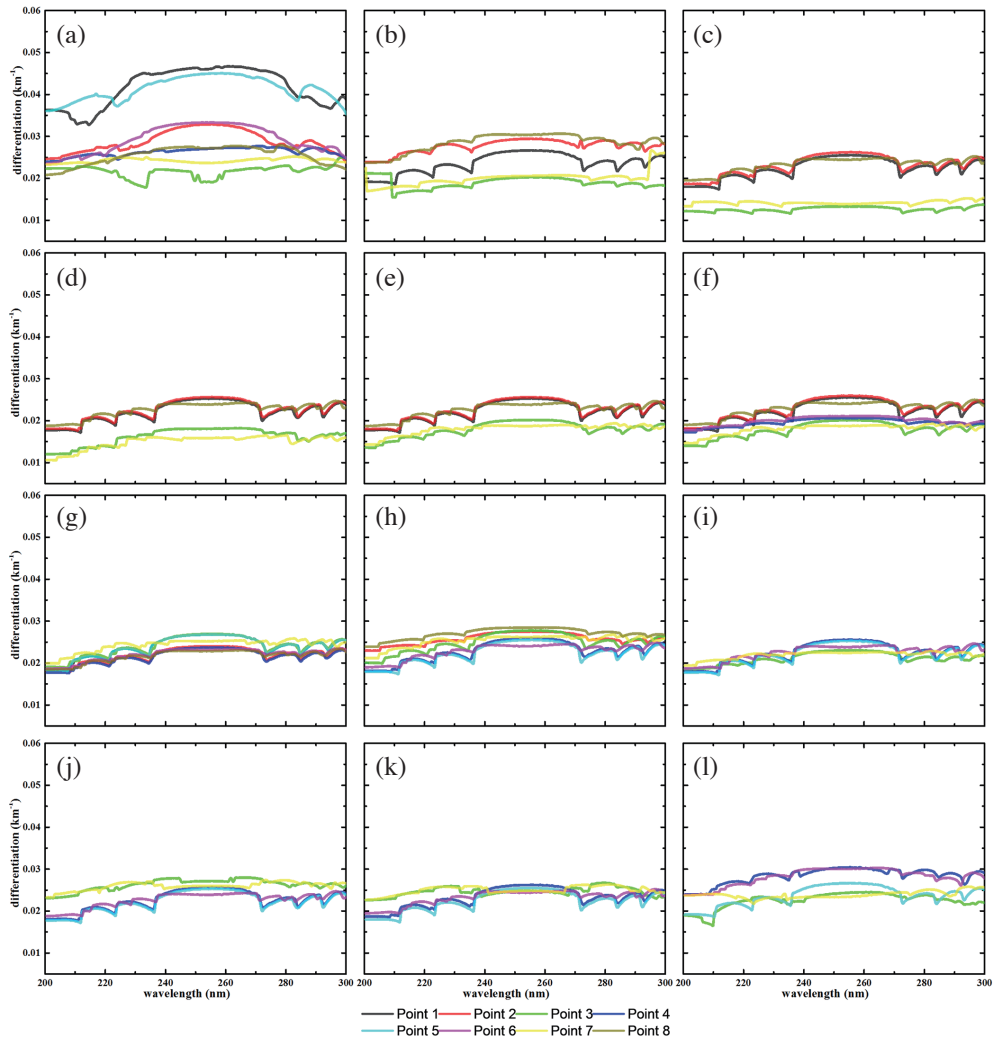 (a) (b) (c)
0.06
0.05
0.04
0.03
0.02
0.01
differentiation (km⁻¹)
(d) (e) (f)
0.06
0.05
0.04
0.03
0.02
0.01
differentiation (km⁻¹)
(g) (h) (i)
0.06
0.05
0.04
0.03
0.02
0.01
differentiation (km⁻¹)
(j) (k) (l)
0.06
0.05
0.04
0.03
0.02
0.01
differentiation (km⁻¹)
200 220 240 260 280 300 200 220 240 260 280 300 200 220 240 260 280 300
wavelength (nm) wavelength (nm) wavelength (nm)
Point 1 Point 2 Point 3 Point 4
Point 5 Point 6 Point 7 Point 8